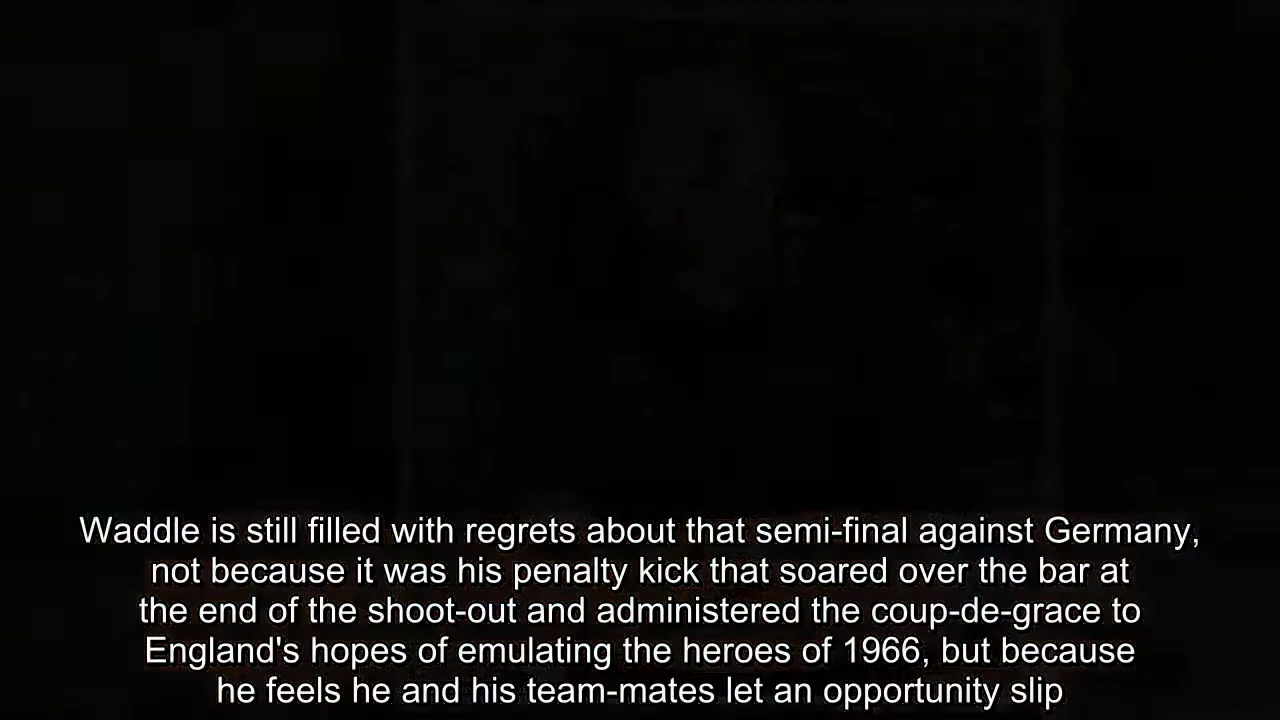 Waddle is still filled with regrets about that semi-final against Germany,
not because it was his penalty kick that soared over the bar at
the end of the shoot-out and administered the coup-de-grace to
England's hopes of emulating the heroes of 1966, but because
he feels he and his team-mates let an opportunity slip